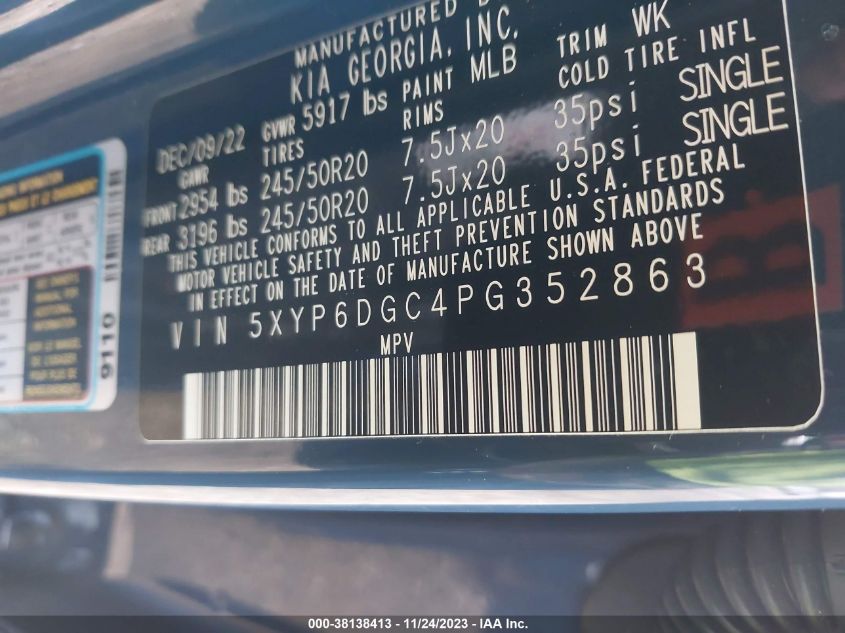 MANUFACTURED
KIA GEORGIA, INC.
DEC/09/22 GVWR 5917 lbs PAINT MLB TRIM WK
GAWR TIRES RIMS COLD TIRE INFL
FRONT 2954 lbs 245/50R20 7.5Jx20 35psi SINGLE
REAR 3196 lbs 245/50R20 7.5Jx20 35psi SINGLE
THIS VEHICLE CONFORMS TO ALL APPLICABLE U.S.A. FEDERAL
MOTOR VEHICLE SAFETY AND THEFT PREVENTION STANDARDS
IN EFFECT ON THE DATE OF MANUFACTURE SHOWN ABOVE
VIN 5XYP6DGC4PG352863
MPV
9110
000-38138413 - 11/24/2023 - IAA Inc.